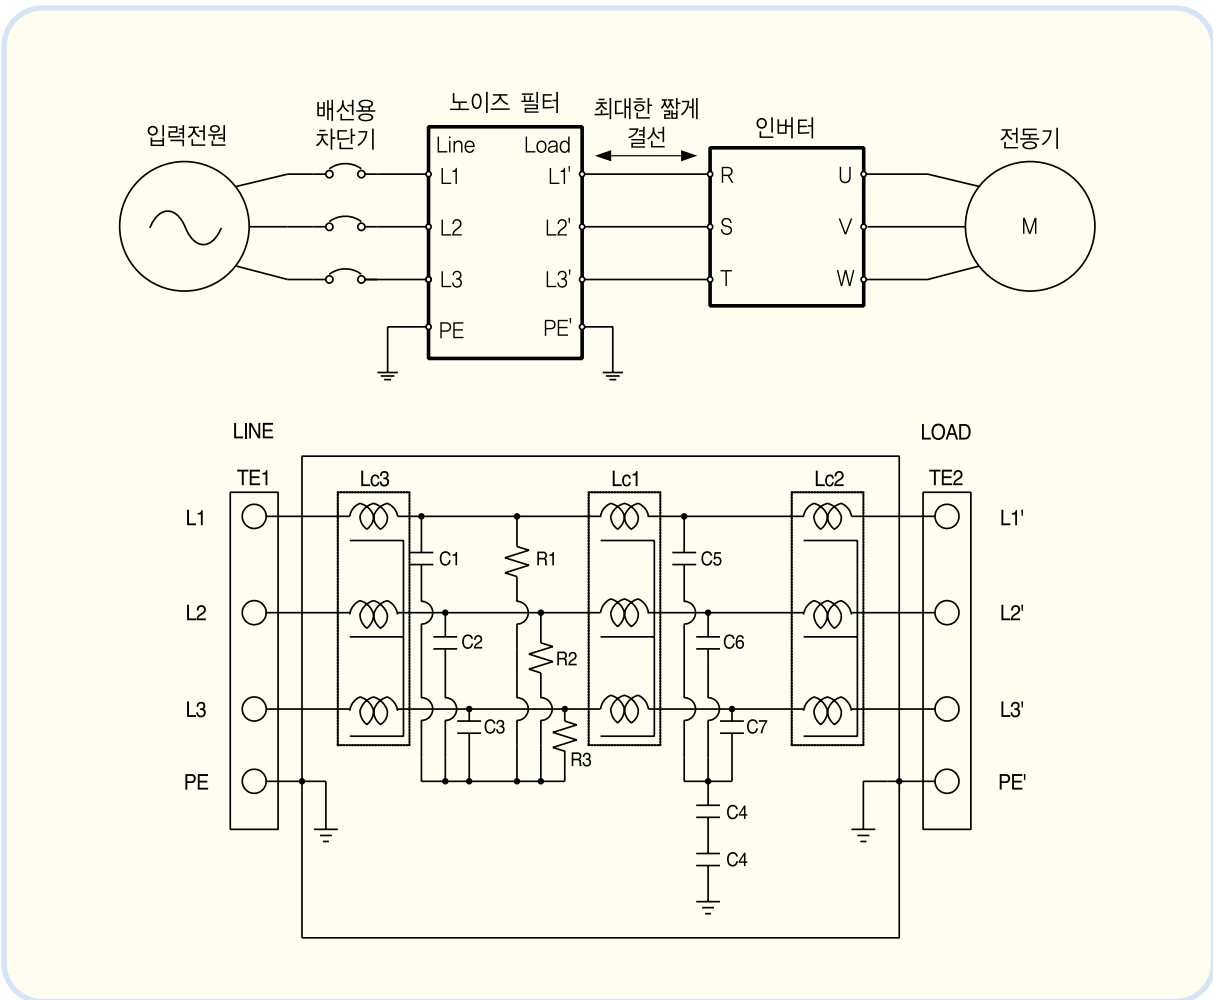 입력전원
배선용
차단기
노이즈 필터
최대한 짧게
결선
인버터
전동기
Line Load
L1 L1'
L2 L2'
L3 L3'
PE PE'
R U
S V
T W
M
LINE LOAD
TE1 Lc3 Lc1 Lc2 TE2
L1 L1'
C1 R1 C5
L2 L2'
C2 R2 C6
L3 L3'
C3 R3 C7
PE PE'
C4
C4